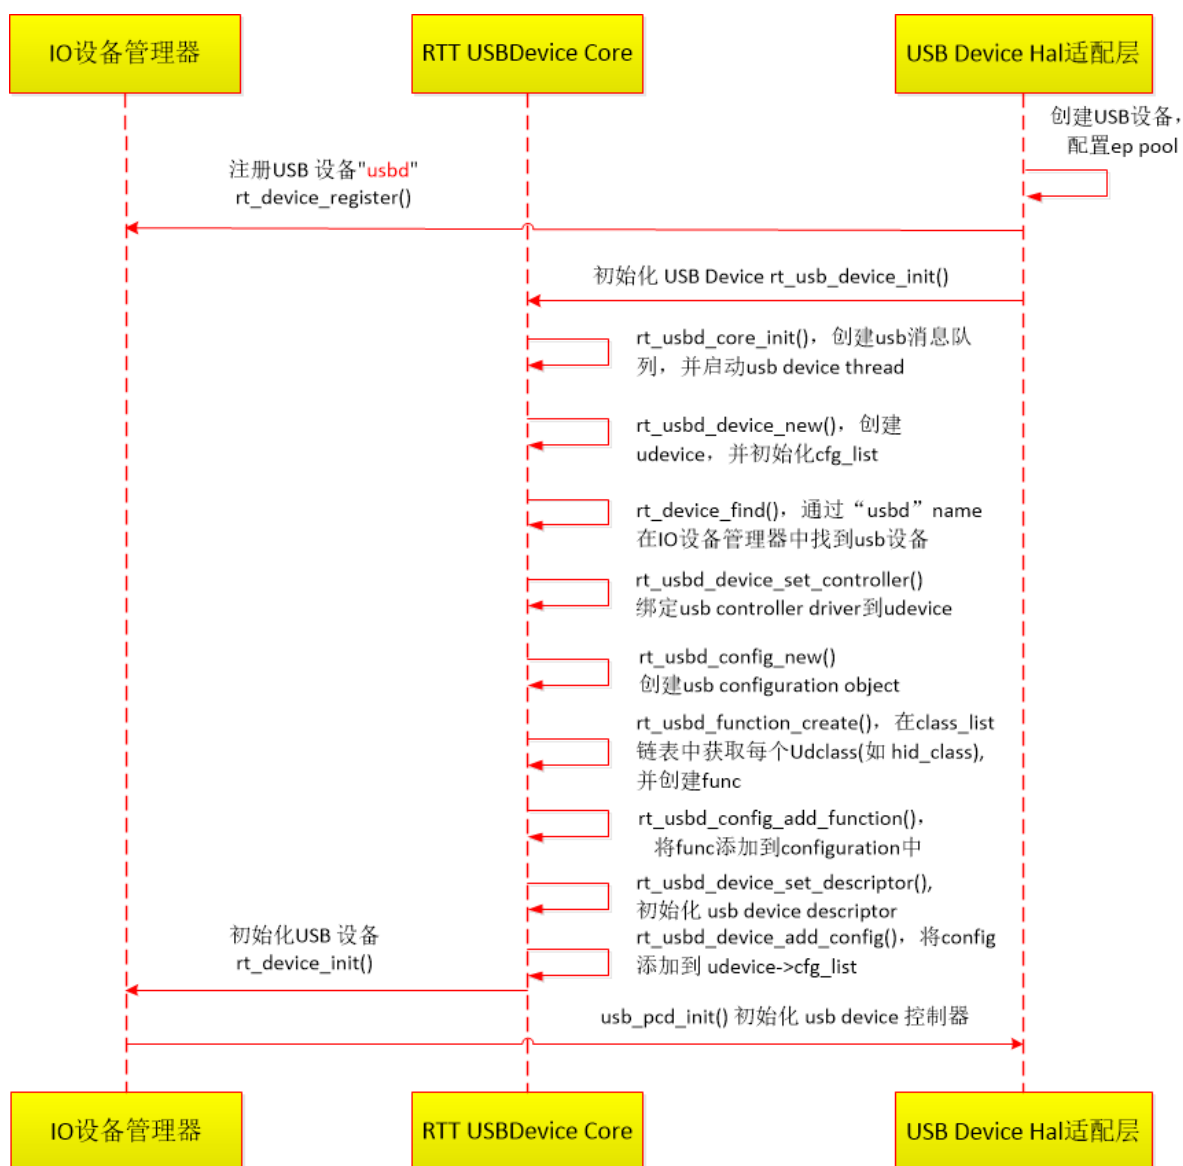 IO设备管理器
RTT USBDevice Core
USB Device Hal适配层
创建USB设备，
配置ep pool
注册USB 设备"usbd"
rt_device_register()
初始化 USB Device rt_usb_device_init()
rt_usbd_core_init()，创建usb消息队
列，并启动usb device thread
rt_usbd_device_new()，创建
udevice，并初始化cfg_list
rt_device_find()，通过“usbd”name
在IO设备管理器中找到usb设备
rt_usbd_device_set_controller()
绑定usb controller driver到udevice
rt_usbd_config_new()
创建usb configuration object
rt_usbd_function_create()，在class_list
链表中获取每个Udclass(如 hid_class),
并创建func
rt_usbd_config_add_function()，
将func添加到configuration中
rt_usbd_device_set_descriptor(),
初始化 usb device descriptor
rt_usbd_device_add_config()，将config
添加到 udevice->cfg_list
初始化USB 设备
rt_device_init()
usb_pcd_init() 初始化 usb device 控制器
IO设备管理器
RTT USBDevice Core
USB Device Hal适配层